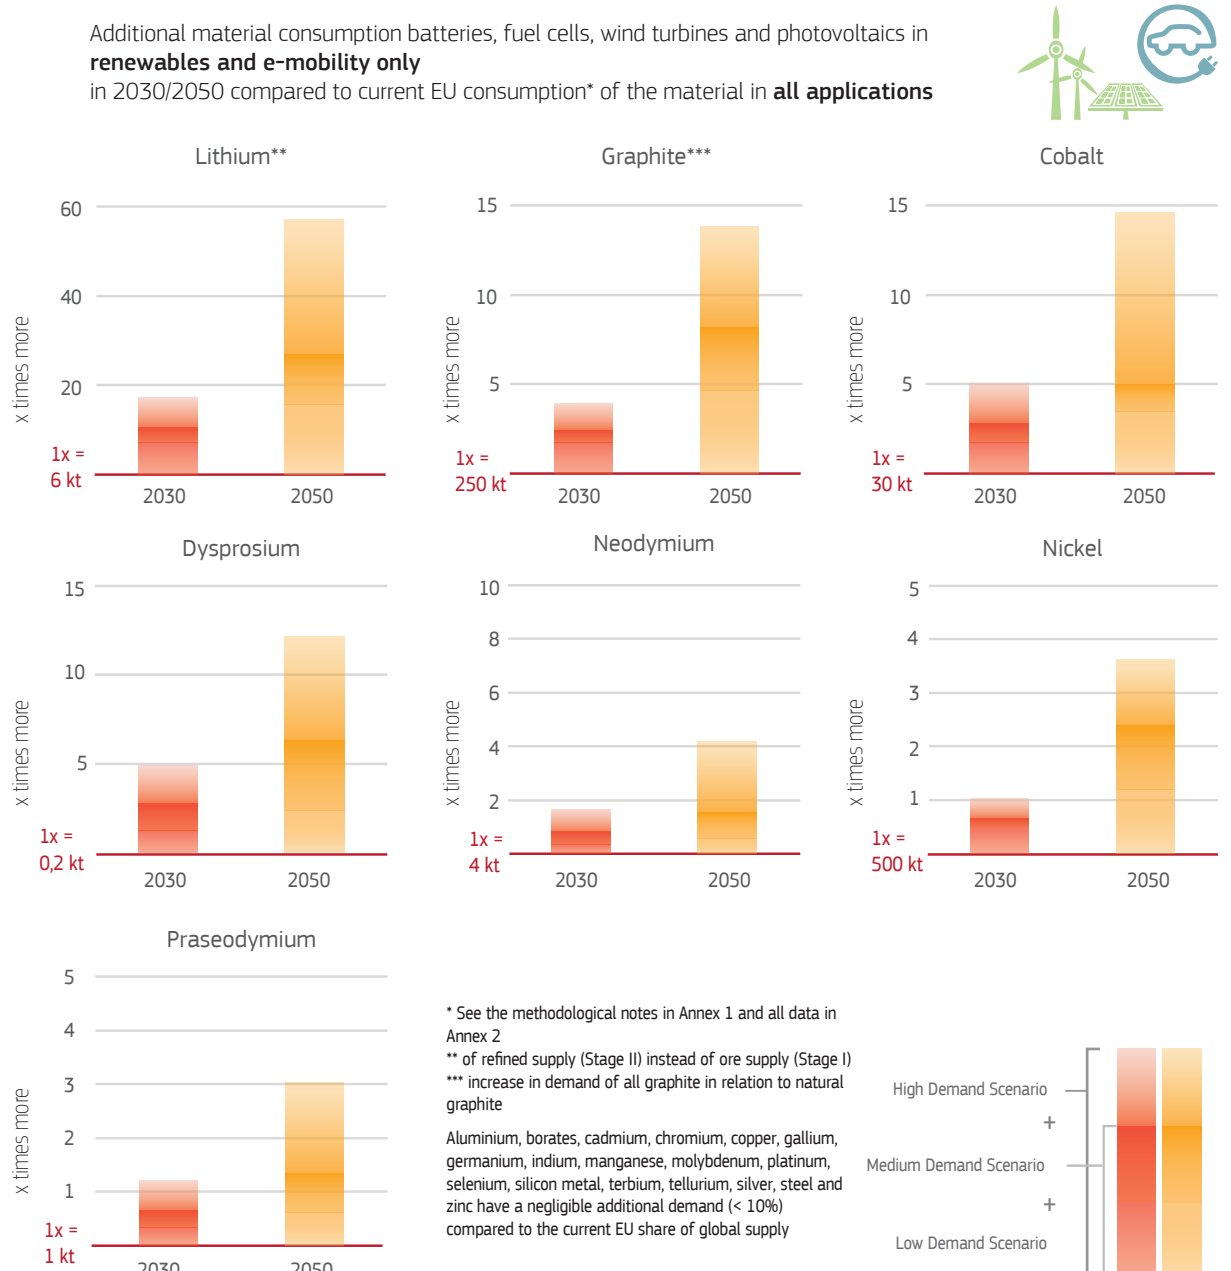 Additional material consumption batteries, fuel cells, wind turbines and photovoltaics in
renewables and e-mobility only
in 2030/2050 compared to current EU consumption* of the material in all applications
Lithium**
60
40
20
x times more
1x =
6 kt
2030
2050
Graphite***
15
10
5
x times more
1x =
250 kt
2030
2050
Cobalt
15
10
5
x times more
1x =
30 kt
2030
2050
Dysprosium
15
10
5
x times more
1x =
0,2 kt
2030
2050
Neodymium
10
8
6
4
2
x times more
1x =
4 kt
2030
2050
Nickel
5
4
3
2
1
x times more
1x =
500 kt
2030
2050
Praseodymium
5
4
3
2
1
x times more
1x =
1 kt
2030
2050
* See the methodological notes in Annex 1 and all data in
Annex 2
** of refined supply (Stage II) instead of ore supply (Stage I)
*** increase in demand of all graphite in relation to natural
graphite
Aluminium, borates, cadmium, chromium, copper, gallium,
germanium, indium, manganese, molybdenum, platinum,
selenium, silicon metal, terbium, tellurium, silver, steel and
zinc have a negligible additional demand (< 10%)
compared to the current EU share of global supply
High Demand Scenario
+
Medium Demand Scenario
+
Low Demand Scenario